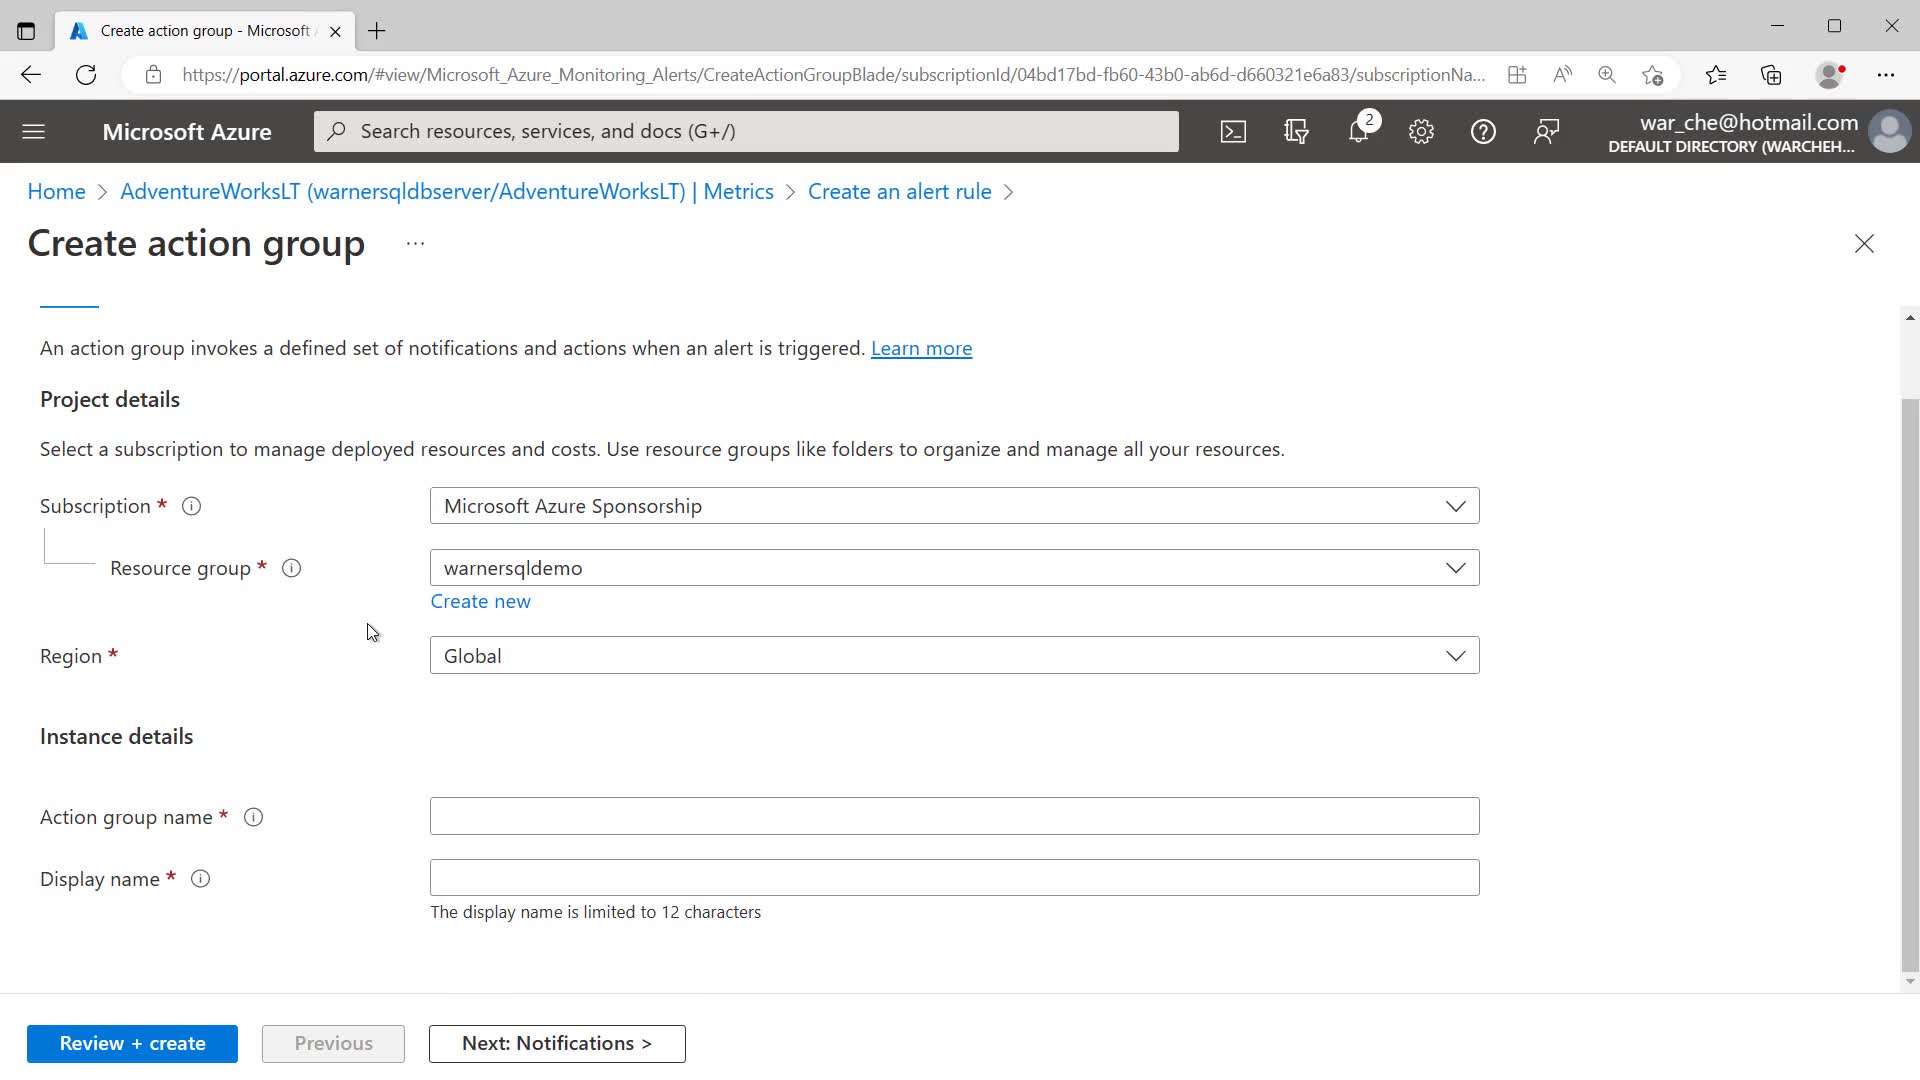 Create action group - Microsoft
https://portal.azure.com/#view/Microsoft_Azure_Monitoring_Alerts/CreateActionGroupBlade/subscriptionId/04bd17bd-fb60-43b0-ab6d-d660321e6a83/subscriptionNa...
Microsoft Azure
Search resources, services, and docs (G+/)
2
war_che@hotmail.com
DEFAULT DIRECTORY (WARCHEH...
Home > AdventureWorksLT (warnersqldbserver/AdventureWorksLT) | Metrics > Create an alert rule >
Create action group ...
An action group invokes a defined set of notifications and actions when an alert is triggered. Learn more
Project details
Select a subscription to manage deployed resources and costs. Use resource groups like folders to organize and manage all your resources.
Subscription * Microsoft Azure Sponsorship
Resource group * warnersqldemo
Create new
Region * Global
Instance details
Action group name *
Display name *
The display name is limited to 12 characters
Review + create Previous Next: Notifications >